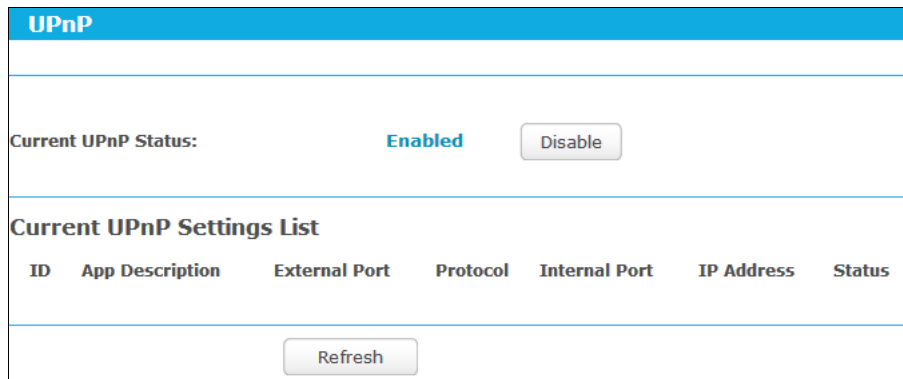 UPnP
Current UPnP Status: Enabled Disable
Current UPnP Settings List
ID App Description External Port Protocol Internal Port IP Address Status
Refresh